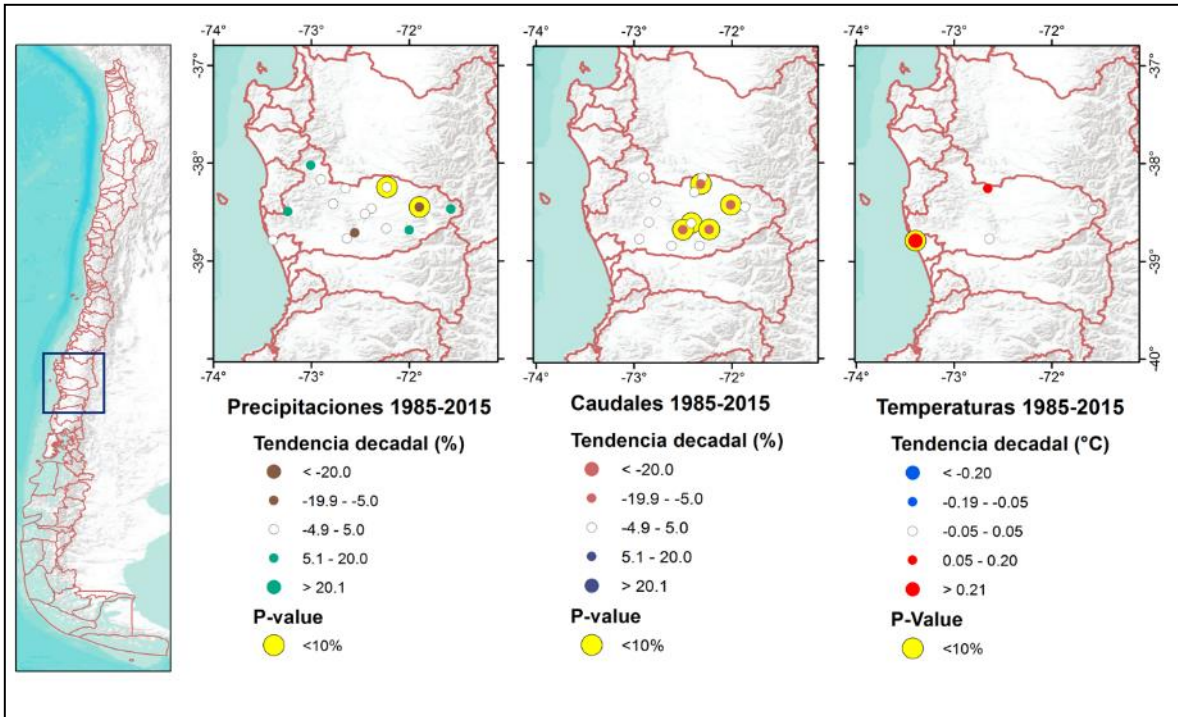 -74° -73° -72° -74° -73° -72° -74° -73° -72°
-37° -37°
-38° -38°
-39° -39°
-40°
-74° -73° -72° -74° -73° -72° -74° -73° -72°
Precipitaciones 1985-2015
Tendencia decadal (%)
< -20.0
-19.9 - -5.0
-4.9 - 5.0
5.1 - 20.0
> 20.1
P-value
<10%
Caudales 1985-2015
Tendencia decadal (%)
< -20.0
-19.9 - -5.0
-4.9 - 5.0
5.1 - 20.0
> 20.1
P-value
<10%
Temperaturas 1985-2015
Tendencia decadal (°C)
< -0.20
-0.19 - -0.05
-0.05 - 0.05
0.05 - 0.20
> 0.21
P-Value
<10%